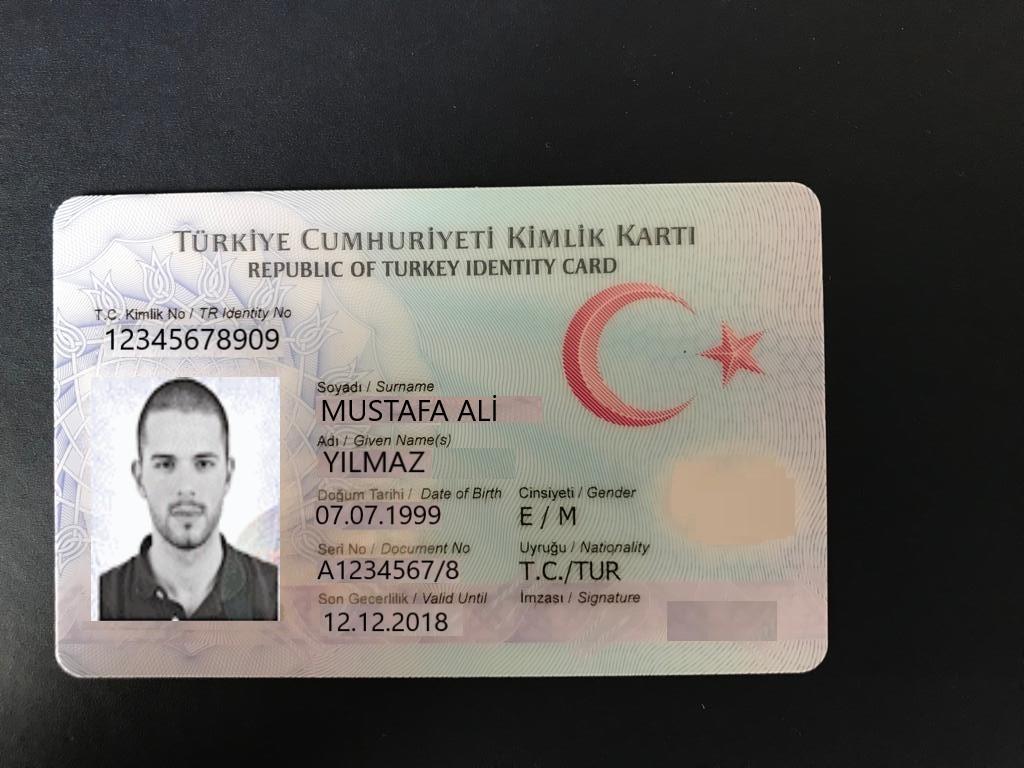 TÜRKİYE CUMHURİYETİ KİMLİK KARTI
REPUBLIC OF TURKEY IDENTITY CARD
T.C. Kimlik No / TR Identity No
12345678909
Soyadı / Surname
MUSTAFA ALİ
Adı / Given Name(s)
YILMAZ
Doğum Tarihi / Date of Birth Cinsiyeti / Gender
07.07.1999 E / M
Seri No / Document No Uyruğu / Nationality
A1234567/8 T.C./TUR
Son Geçerlilik / Valid Until İmzası / Signature
12.12.2018